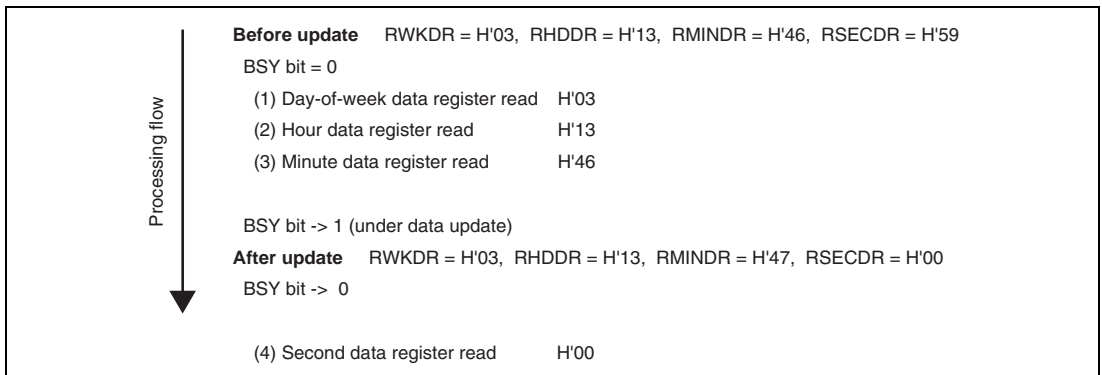 Processing flow
Before update RWKDR = H'03, RHDDR = H'13, RMINDR = H'46, RSECDR = H'59
BSY bit = 0
(1) Day-of-week data register read H'03
(2) Hour data register read H'13
(3) Minute data register read H'46
BSY bit -> 1 (under data update)
After update RWKDR = H'03, RHDDR = H'13, RMINDR = H'47, RSECDR = H'00
BSY bit -> 0
(4) Second data register read H'00